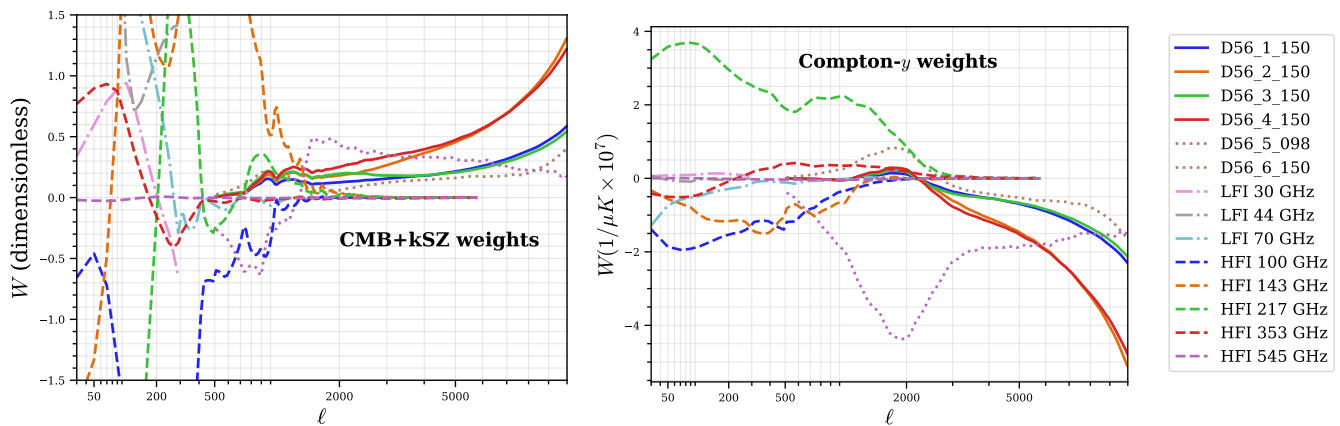 W (dimensionless)
1.5
1.0
0.5
0.0
−0.5
−1.0
−1.5
CMB+kSZ weights
50
200
500
2000
5000
ℓ
W(1/μK × 10⁷)
4
2
0
−2
−4
Compton-y weights
50
200
500
2000
5000
ℓ
D56_1_150
D56_2_150
D56_3_150
D56_4_150
D56_5_098
D56_6_150
LFI 30 GHz
LFI 44 GHz
LFI 70 GHz
HFI 100 GHz
HFI 143 GHz
HFI 217 GHz
HFI 353 GHz
HFI 545 GHz